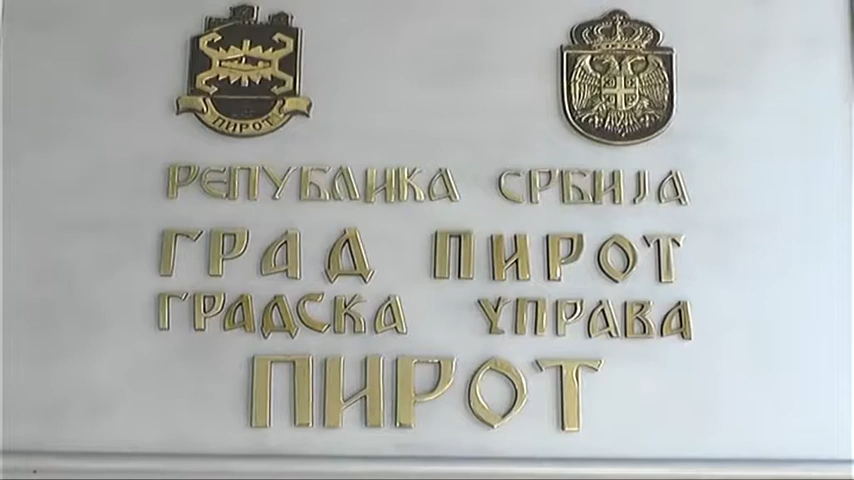 ПИРОТ
РЕПУБЛИКА СРБИЈА
ГРАД ПИРОТ
ГРАДСКА УПРАВА
ПИРОТ